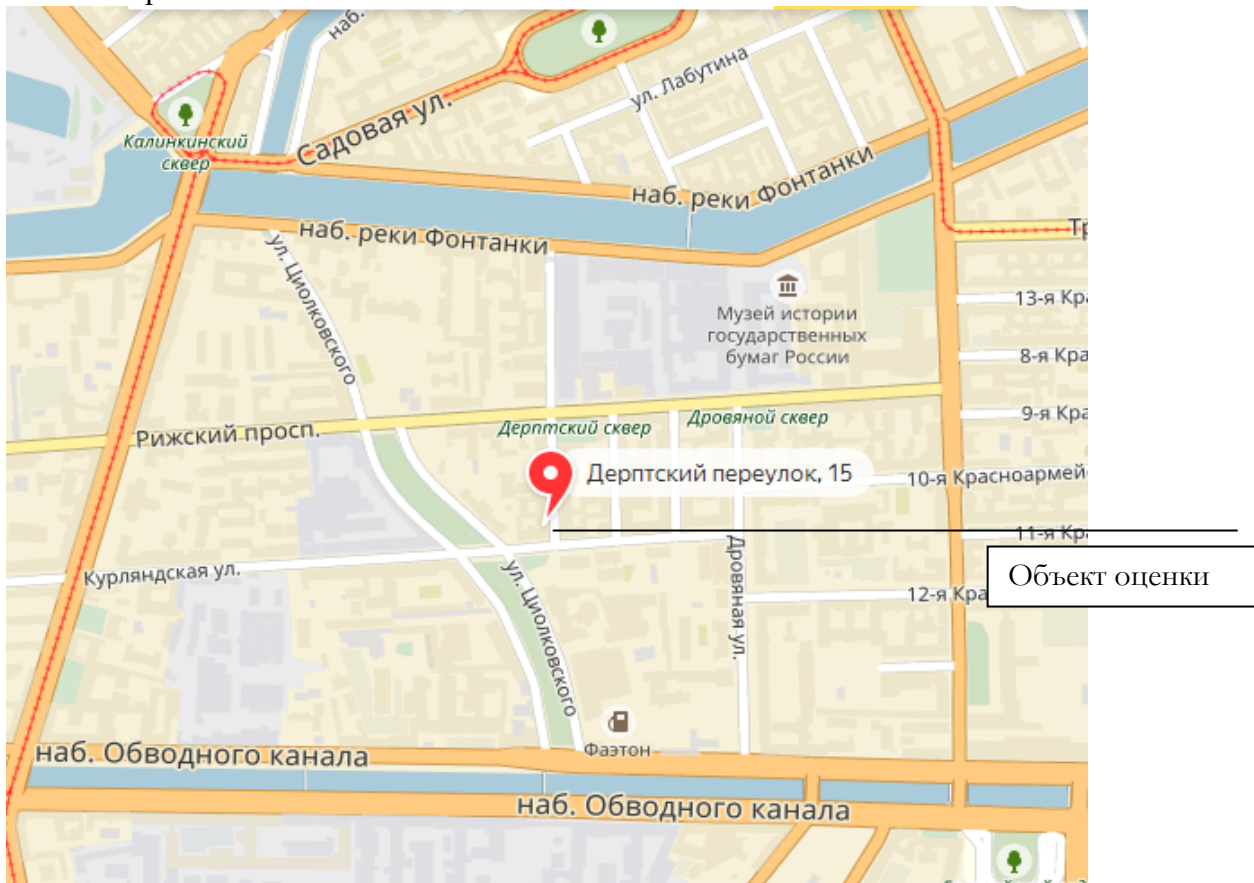 наб.
ул. Лабутина
Садовая ул.
Калинкинский
сквер
наб. реки Фонтанки
наб. реки Фонтанки
ул. Циолковского
Музей истории
государственных
бумаг России
13-я Кра
8-я Кра
9-я Кра
Рижский просп.
Дерптский сквер
Дровяной сквер
Дерптский переулок, 15
10-я Красноармей
11-я Кр
Объект оценки
Курляндская ул.
ул. Циолковского
Дровяная ул.
12-я Кра
Фаэтон
наб. Обводного канала
наб. Обводного канала